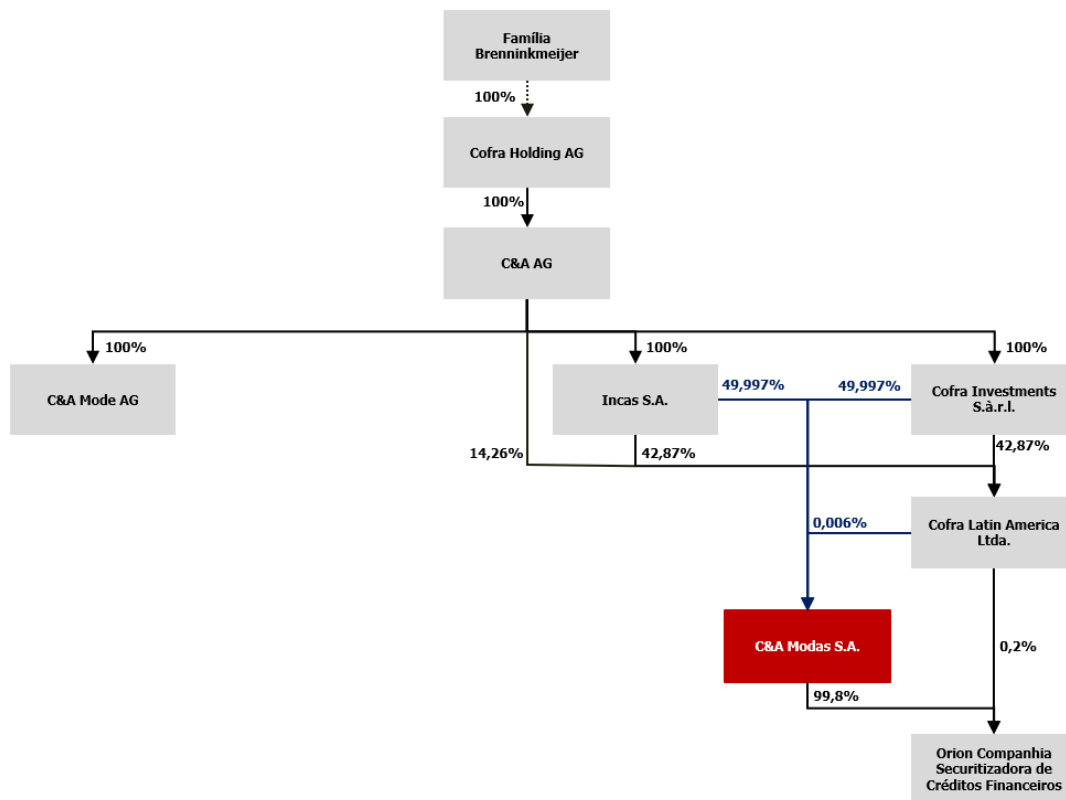 Família
Brenninkmeijer
100%
Cofra Holding AG
100%
C&A AG
100%
100%
100%
C&A Mode AG
Incas S.A.
49,997%
49,997%
Cofra Investments
S.à.r.l.
14,26%
42,87%
42,87%
0,006%
Cofra Latin America
Ltda.
C&A Modas S.A.
0,2%
99,8%
Orion Companhia
Securitizadora de
Créditos Financeiros